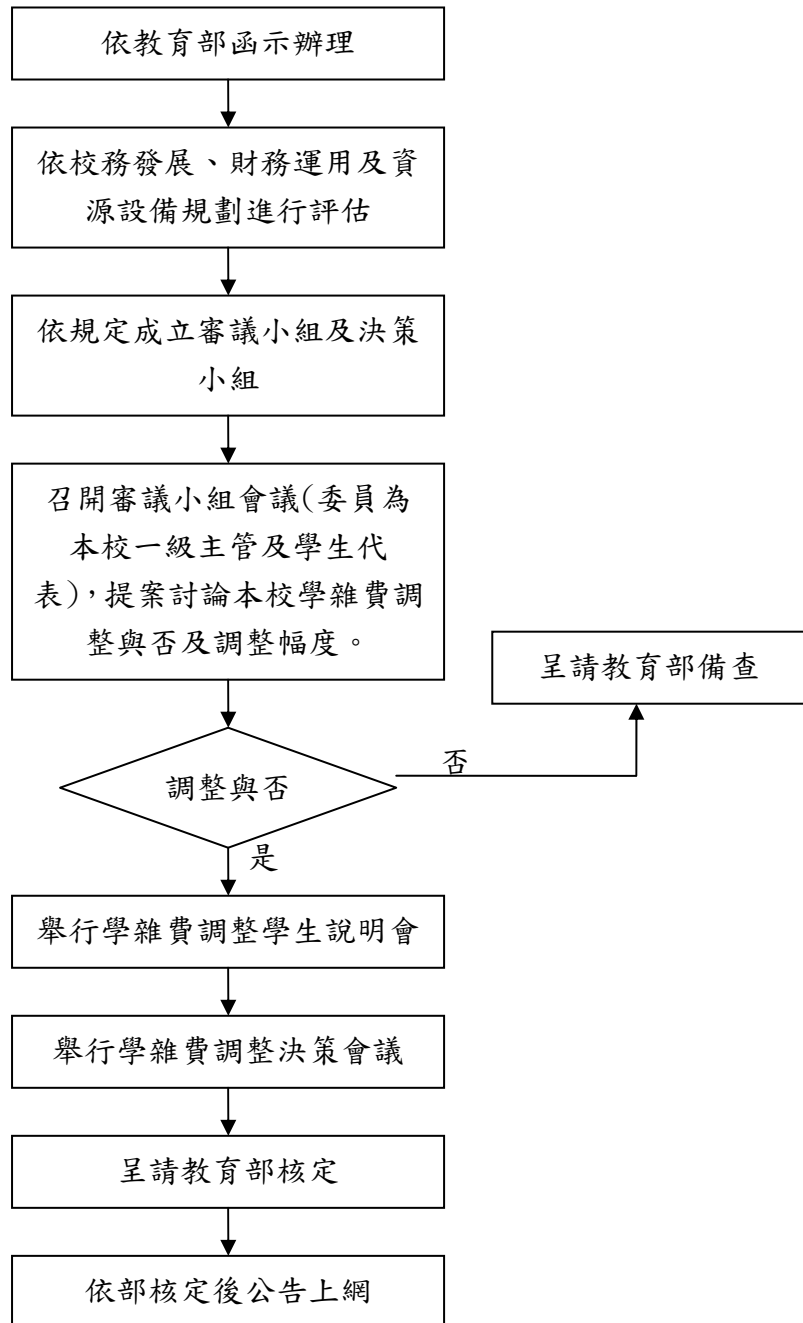 依教育部函示辦理
依校務發展、財務運用及資
源設備規劃進行評估
依規定成立審議小組及決策
小組
召開審議小組會議(委員為
本校一級主管及學生代
表)，提案討論本校學雜費調
整與否及調整幅度。
呈請教育部備查
調整與否
否
是
舉行學雜費調整學生說明會
舉行學雜費調整決策會議
呈請教育部核定
依部核定後公告上網